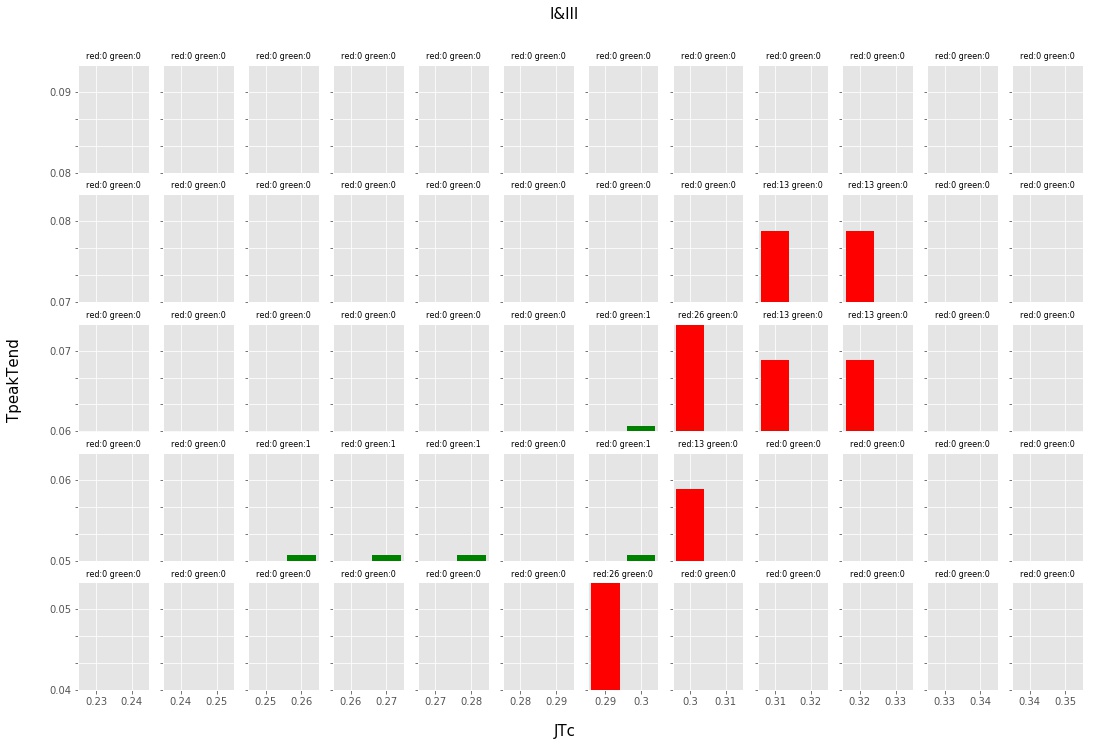 I&III
red:0 green:0 red:0 green:0 red:0 green:0 red:0 green:0 red:0 green:0 red:0 green:0 red:0 green:0 red:0 green:0 red:0 green:0 red:0 green:0 red:0 green:0 red:0 green:0
0.09
0.08
red:0 green:0 red:0 green:0 red:0 green:0 red:0 green:0 red:0 green:0 red:0 green:0 red:0 green:0 red:0 green:0 red:13 green:0 red:13 green:0 red:0 green:0 red:0 green:0
0.08
0.07
red:0 green:0 red:0 green:0 red:0 green:0 red:0 green:0 red:0 green:0 red:0 green:0 red:0 green:1 red:26 green:0 red:13 green:0 red:13 green:0 red:0 green:0 red:0 green:0
0.07
TpeakTend
0.06
red:0 green:0 red:0 green:0 red:0 green:1 red:0 green:1 red:0 green:1 red:0 green:0 red:0 green:1 red:13 green:0 red:0 green:0 red:0 green:0 red:0 green:0 red:0 green:0
0.06
0.05
red:0 green:0 red:0 green:0 red:0 green:0 red:0 green:0 red:0 green:0 red:0 green:0 red:26 green:0 red:0 green:0 red:0 green:0 red:0 green:0 red:0 green:0 red:0 green:0
0.05
0.04
0.23 0.24 0.24 0.25 0.25 0.26 0.26 0.27 0.27 0.28 0.28 0.29 0.29 0.3 0.3 0.31 0.31 0.32 0.32 0.33 0.33 0.34 0.34 0.35
JTc